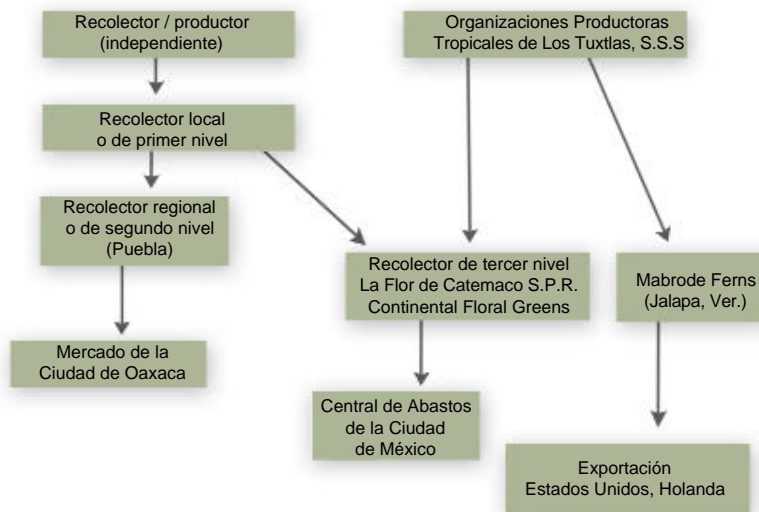 Recolector / productor
(independiente)
Organizaciones Productoras
Tropicales de Los Tuxtlas, S.S.S
Recolector local
o de primer nivel
Recolector regional
o de segundo nivel
(Puebla)
Recolector de tercer nivel
La Flor de Catemaco S.P.R.
Continental Floral Greens
Mabrode Ferns
(Jalapa, Ver.)
Mercado de la
Ciudad de Oaxaca
Central de Abastos
de la Ciudad
de México
Exportación
Estados Unidos, Holanda